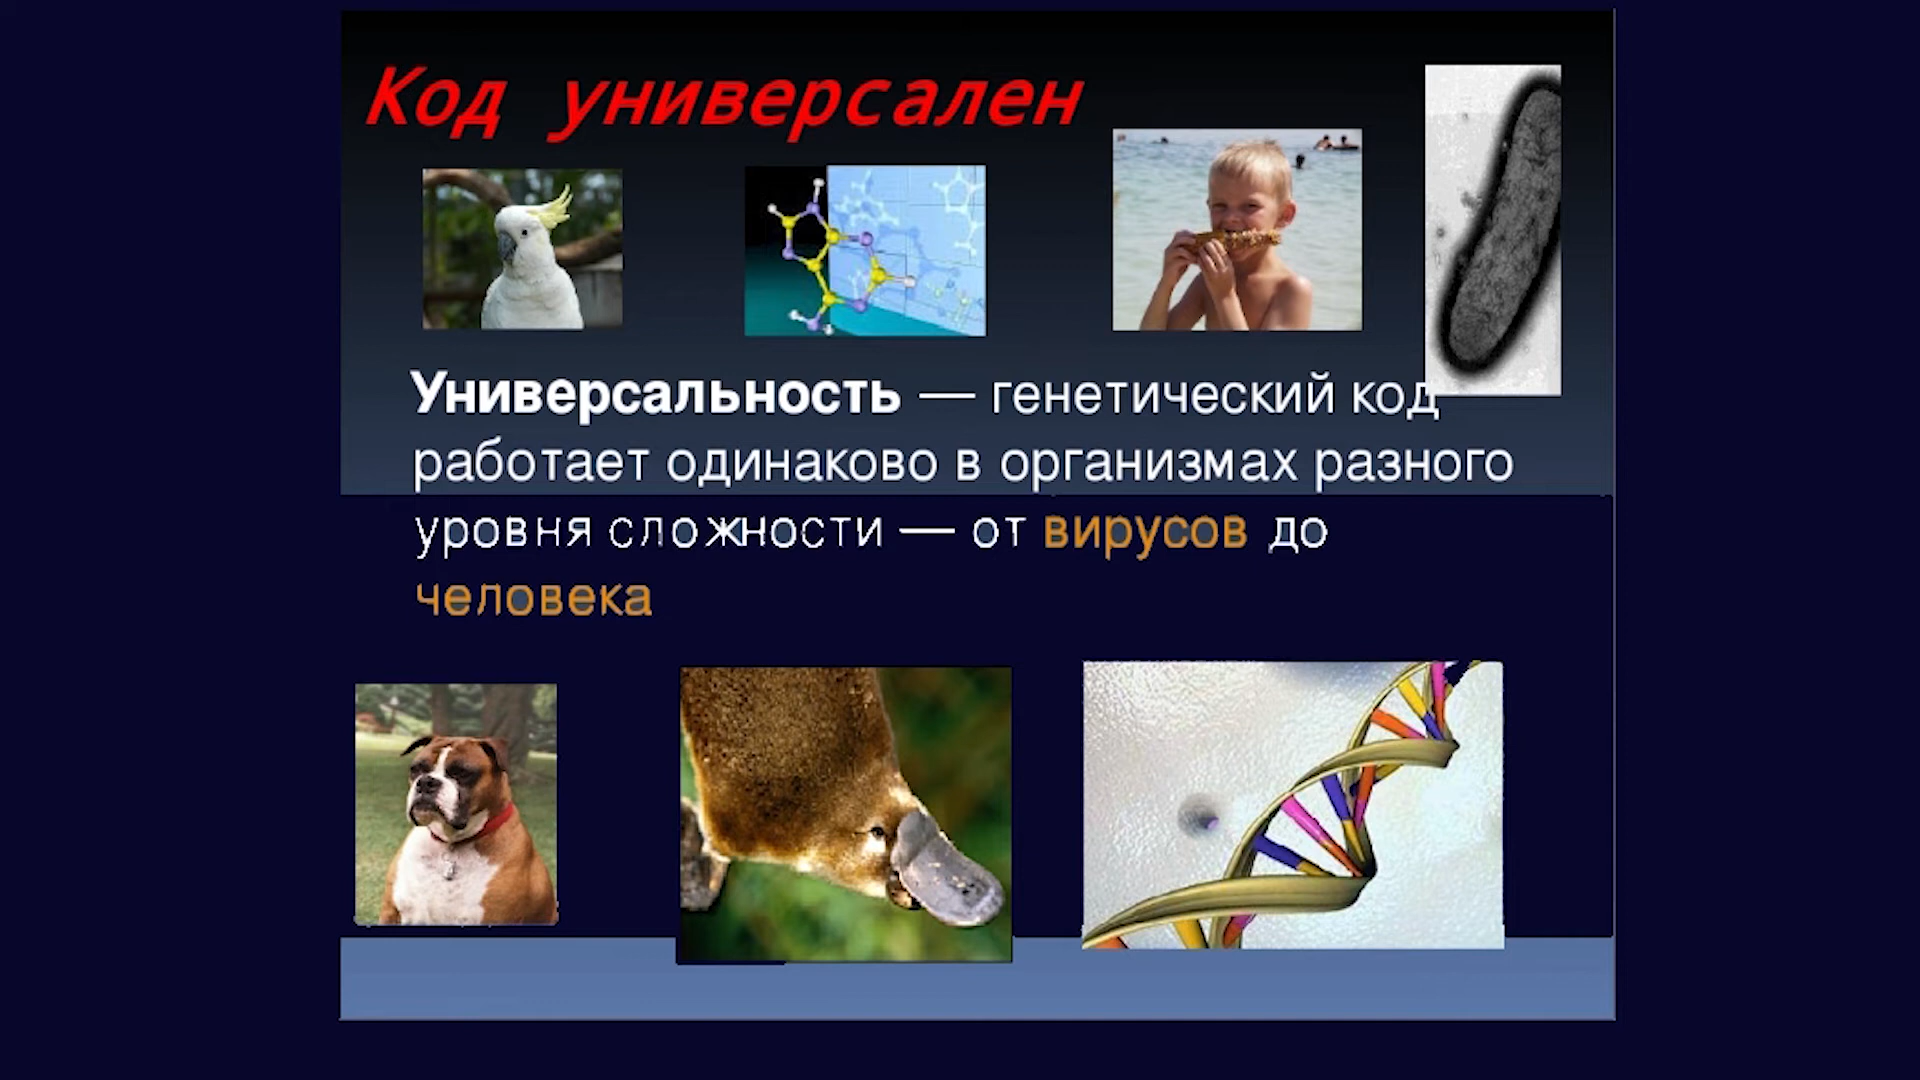 Код универсален
Универсальность — генетический код
работает одинаково в организмах разного
уровня сложности — от вирусов до
человека